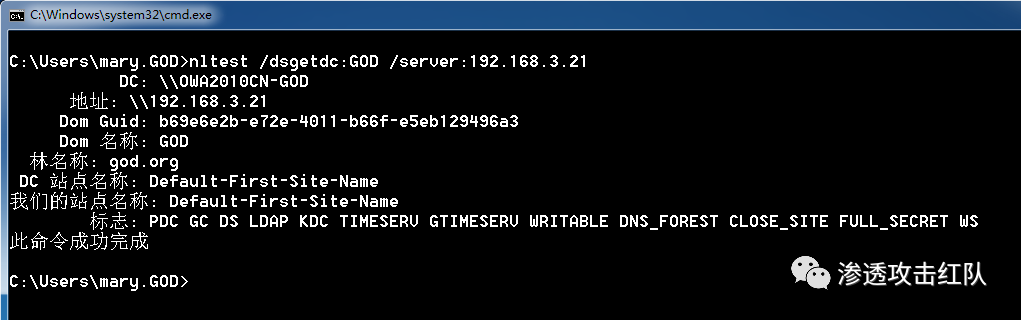 C:\Windows\system32\cmd.exe
C:\Users\mary.GOD>nltest /dsgetdc:GOD /server:192.168.3.21
DC: \\OWA2010CN-GOD
地址: \\192.168.3.21
Dom Guid: b69e6e2b-e72e-4011-b66f-e5eb129496a3
Dom 名称: GOD
林名称: god.org
DC 站点名称: Default-First-Site-Name
我们的站点名称: Default-First-Site-Name
标志: PDC GC DS LDAP KDC TIMESERV GTIMESERV WRITABLE DNS_FOREST CLOSE_SITE FULL_SECRET WS
此命令成功完成
C:\Users\mary.GOD>
渗透攻击红队